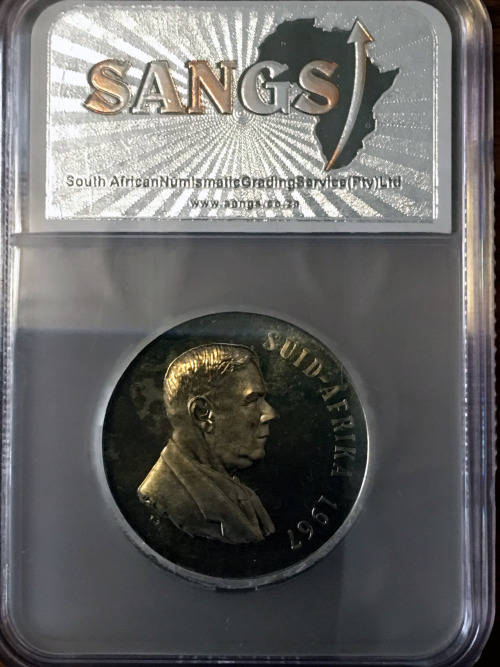 SANGS
South AfricanNumismaticGradingService(Pty)Ltd
www.sangs.co.za
SUID-AFRIKA 1967